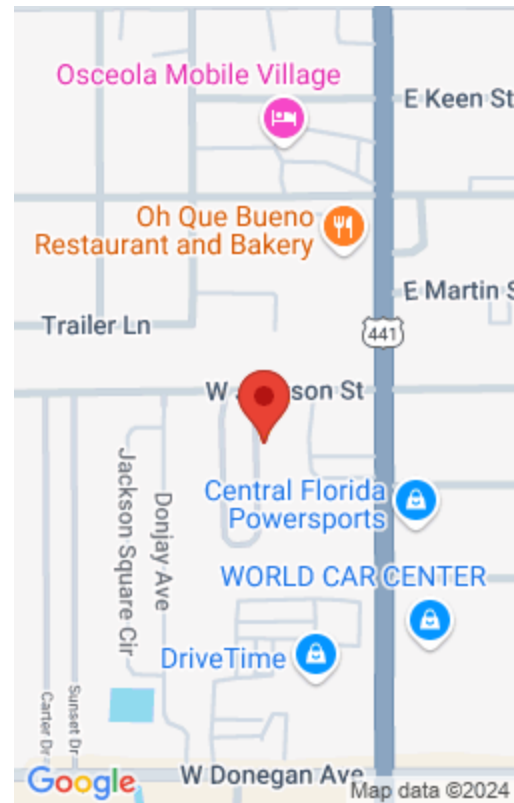 Osceola Mobile Village
E Keen St
Oh Que Bueno
Restaurant and Bakery
E Martin S
Trailer Ln
441
W J son St
Central Florida
Powersports
Jackson Square Cir
Donjay Ave
WORLD CAR CENTER
DriveTime
Sunset Dr
Carter Dr
W Donegan Ave
Google
Map data ©2024